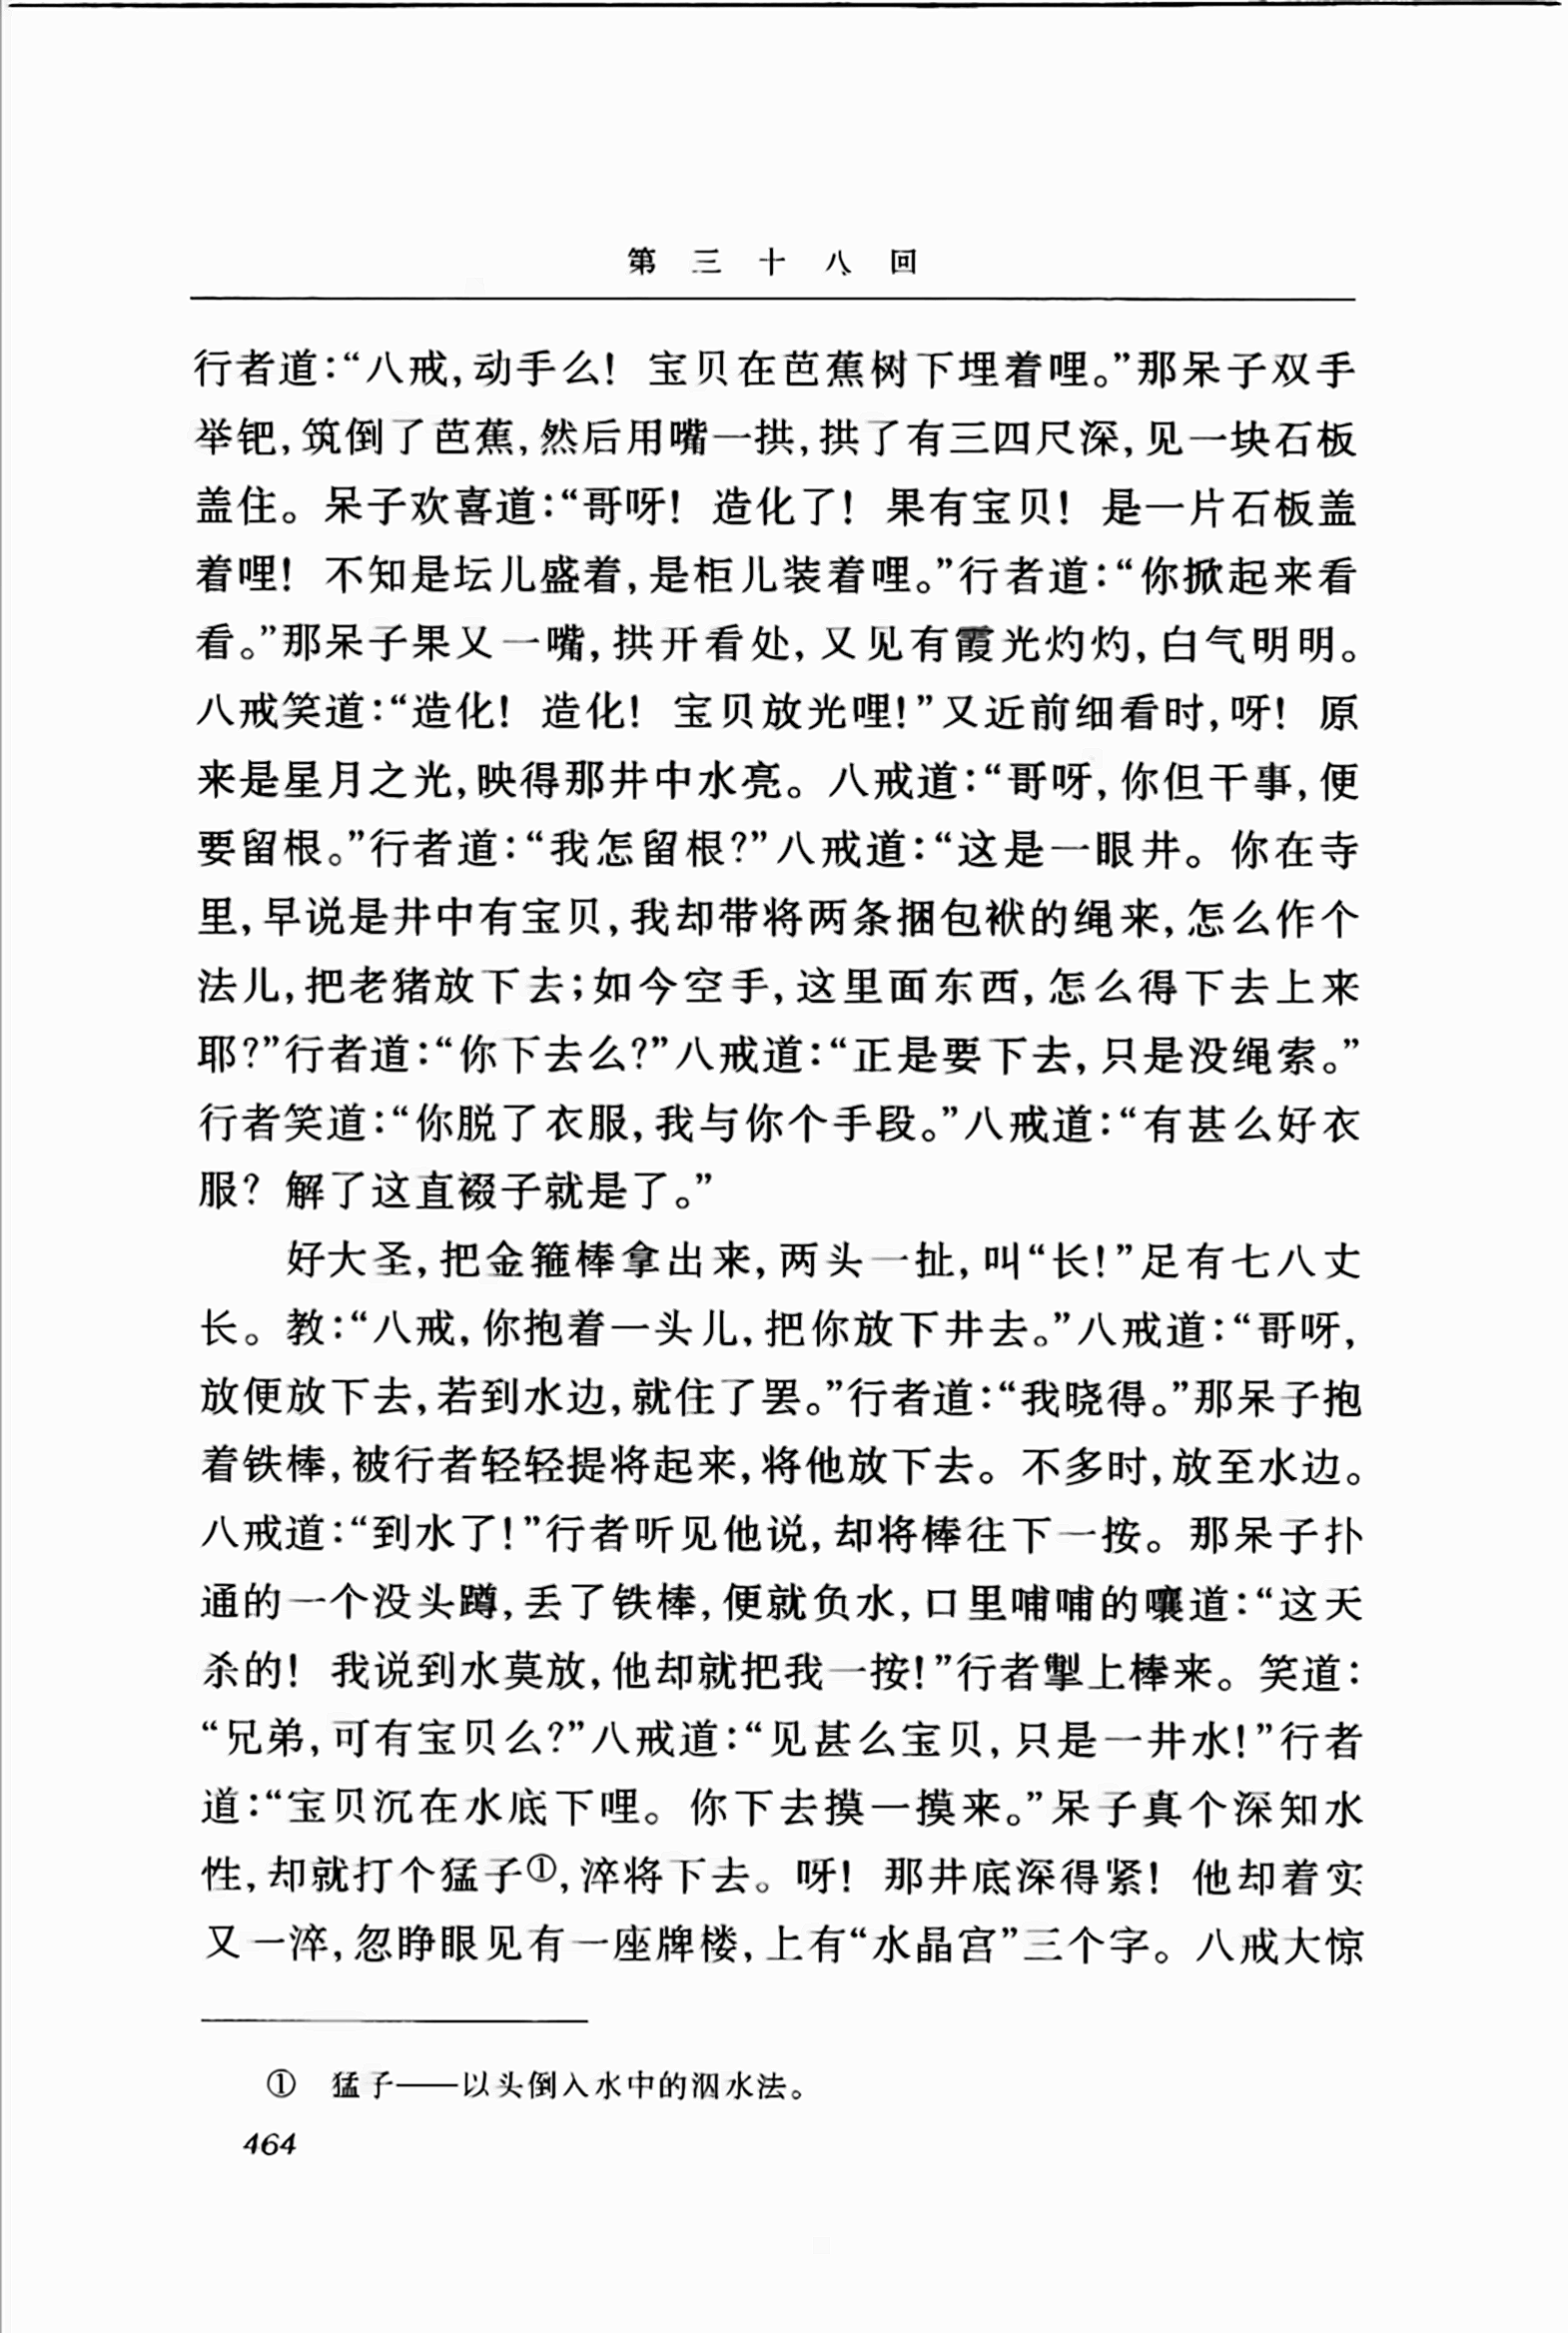 第三十八回
行者道：“八戒，动手么！宝贝在芭蕉树下埋着哩。”那呆子双手
举钯，筑倒了芭蕉，然后用嘴一拱，拱了有三四尺深，见一块石板
盖住。呆子欢喜道：“哥呀！造化了！果有宝贝！是一片石板盖
着哩！不知是坛儿盛着，是柜儿装着哩。”行者道：“你掀起来看
看。”那呆子果又一嘴，拱开看处，又见有霞光灼灼，白气明明。
八戒笑道：“造化！造化！宝贝放光哩！”又近前细看时，呀！原
来是星月之光，映得那井中水亮。八戒道：“哥呀，你但干事，便
要留根。”行者道：“我怎留根？”八戒道：“这是一眼井。你在寺
里，早说是井中有宝贝，我却带将两条捆包袱的绳来，怎么作个
法儿，把老猪放下去；如今空手，这里面东西，怎么得下去上来
耶？”行者道：“你下去么？”八戒道：“正是要下去，只是没绳索。”
行者笑道：“你脱了衣服，我与你个手段。”八戒道：“有甚么好衣
服？解了这直裰子就是了。”
好大圣，把金箍棒拿出来，两头一扯，叫“长！”足有七八丈
长。教：“八戒，你抱着一头儿，把你放下井去。”八戒道：“哥呀，
放便放下去，若到水边，就住了罢。”行者道：“我晓得。”那呆子抱
着铁棒，被行者轻轻提将起来，将他放下去。不多时，放至水边。
八戒道：“到水了！”行者听见他说，却将棒往下一按。那呆子扑
通的一个没头蹲，丢了铁棒，便就负水，口里哺哺的嚷道：“这天
杀的！我说到水莫放，他却就把我一按！”行者掣上棒来。笑道：
“兄弟，可有宝贝么？”八戒道：“见甚么宝贝，只是一井水！”行者
道：“宝贝沉在水底下哩。你下去摸一摸来。”呆子真个深知水
性，却就打个猛子①，淬将下去。呀！那井底深得紧！他却着实
又一淬，忽睁眼见有一座牌楼，上有“水晶宫”三个字。八戒大惊
① 猛子——以头倒入水中的泅水法。
464